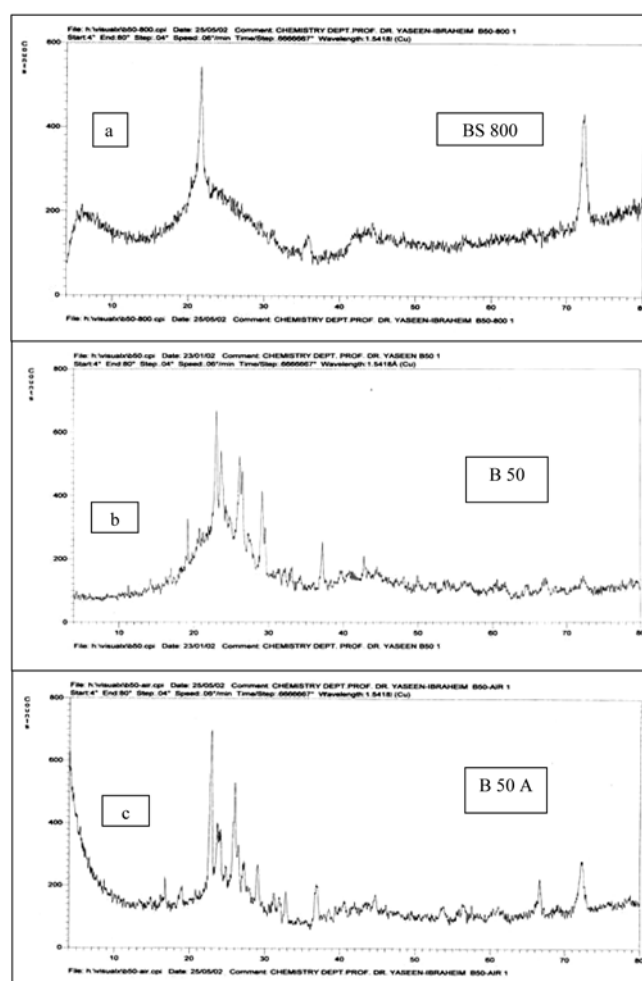 File: h:\visualx\b50-800.cpi Date: 25/05/02 Comment: CHEMISTRY DEPT.PROF. DR. YASEEN-IBRAHEIM B50-800 1
Start:4° End:80° Step:.04° Speed:.06°/min Time/Step:.6666667" Wavelength:1.5418I (Cu)
Counts
600
400
200
0
a
BS 800
10 20 30 40 50 60 72 80
File: h:\visualx\b50-800.cpi Date: 25/05/02 Comment: CHEMISTRY DEPT.PROF. DR. YASEEN-IBRAHEIM B50-800 1
File: h:\visualx\b50.cpi Date: 23/01/02 Comment: CHEMISTRY DEPT. PROF. DR. YASEEN B50 1
Start:4° End:80° Step:.04° Speed:.06°/min Time/Step:.6666667" Wavelength:1.5418Å (Cu)
Counts
800
600
400
200
0
b
B 50
10 20 30 40 50 60 72 80
File: h:\visualx\b50.cpi Date: 23/01/02 Comment: CHEMISTRY DEPT. PROF. DR. YASEEN B50 1
File: h:\visualx\b50-air.cpi Date: 25/05/02 Comment: CHEMISTRY DEPT.PROF. DR. YASEEN-IBRAHEIM B50-AIR 1
Start:4° End:80° Step:.04° Speed:.06°/min Time/Step:.6666667" Wavelength:1.5418I (Cu)
Counts
800
600
400
200
0
c
B 50 A
10 20 30 40 50 60 72 80
File: h:\visualx\b50-air.cpi Date: 25/05/02 Comment: CHEMISTRY DEPT.PROF. DR. YASEEN-IBRAHEIM B50-AIR 1